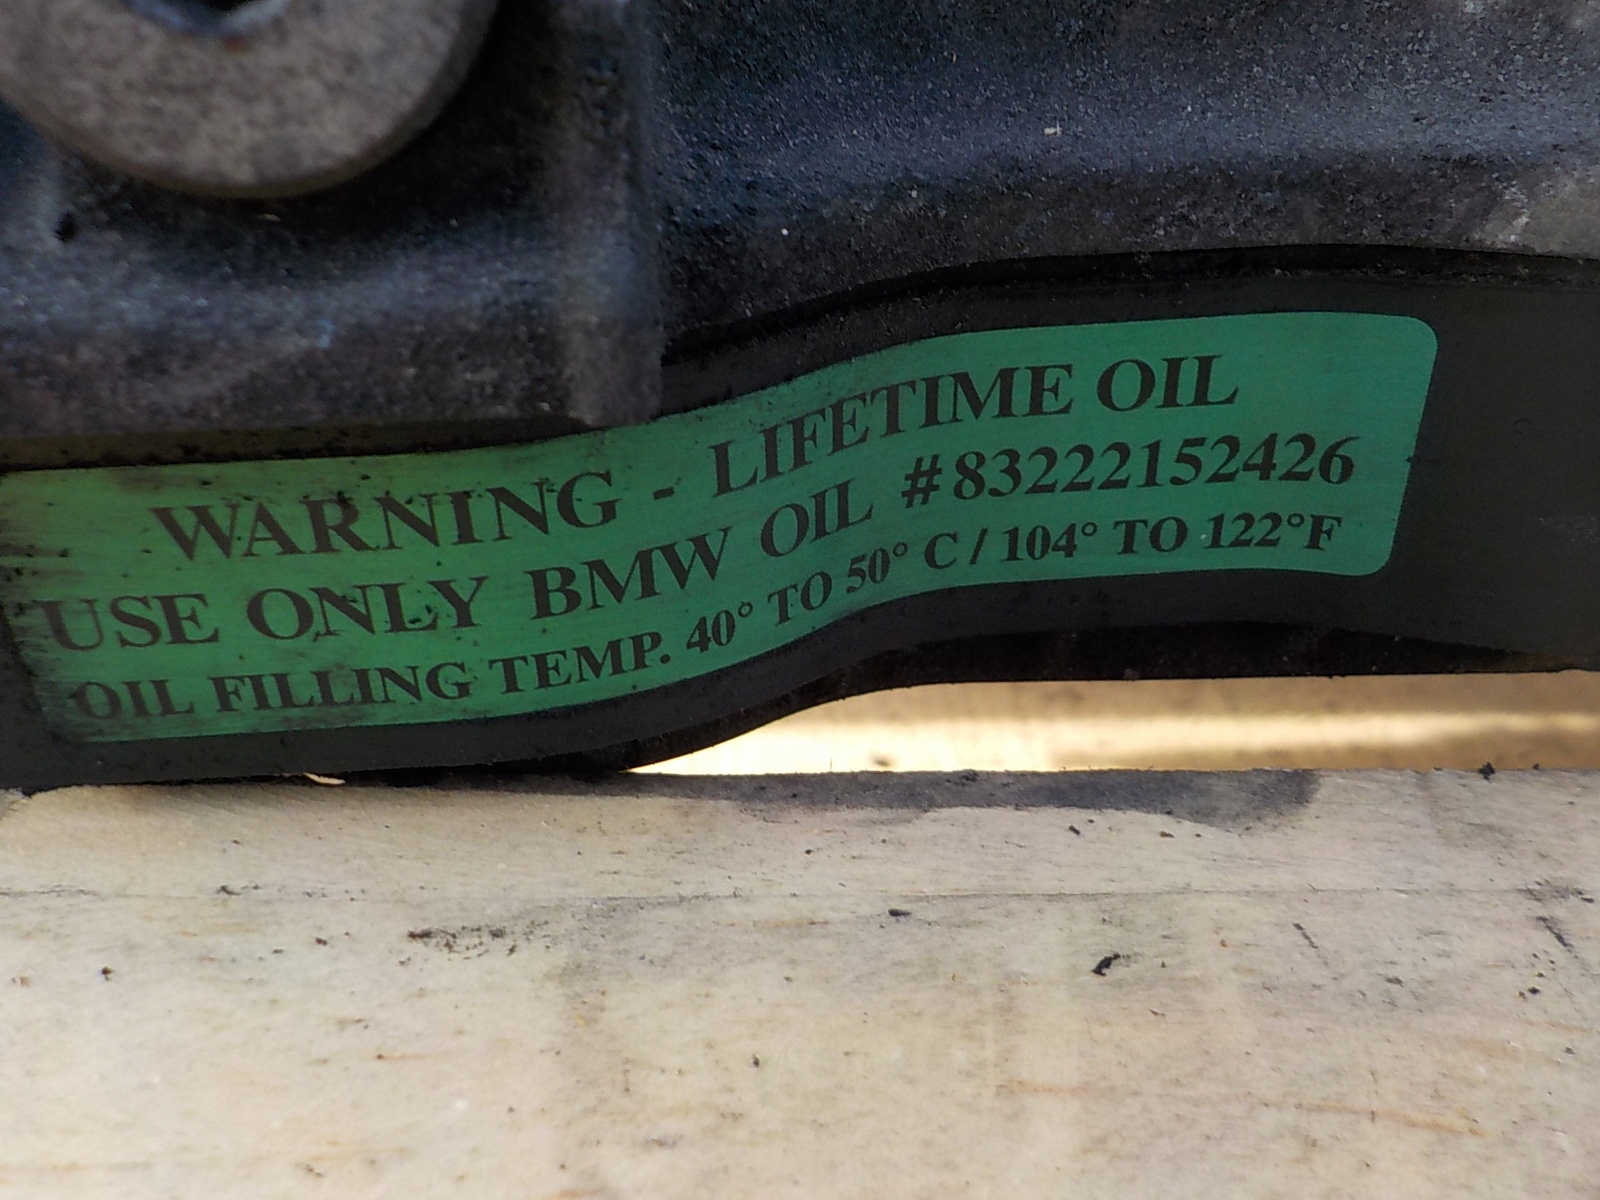 WARNING - LIFETIME OIL
USE ONLY BMW OIL #83222152426
OIL FILLING TEMP. 40° TO 50° C / 104° TO 122°F